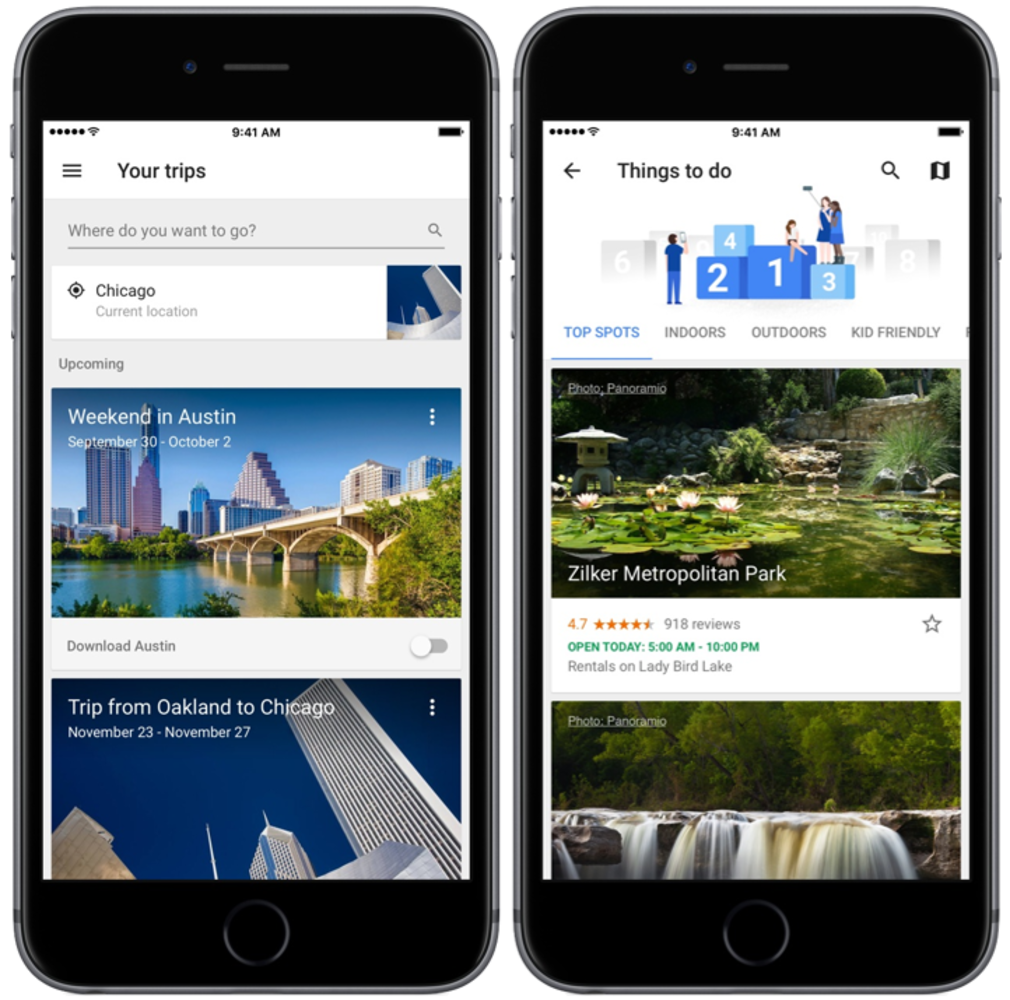 9:41 AM
Your trips
Where do you want to go?
Chicago
Current location
Upcoming
Weekend in Austin
September 30 - October 2
Download Austin
Trip from Oakland to Chicago
November 23 - November 27
9:41 AM
Things to do
6
9
4
2
1
3
7
10
8
TOP SPOTS
INDOORS
OUTDOORS
KID FRIENDLY
Photo: Panoramio
Zilker Metropolitan Park
4.7
918 reviews
OPEN TODAY: 5:00 AM - 10:00 PM
Rentals on Lady Bird Lake
Photo: Panoramio